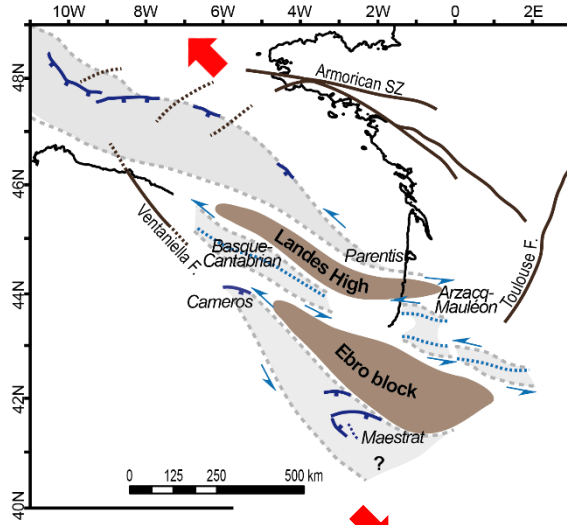 10W 8W 6W 4W 2W 0 2E
48N
Armorican SZ
46N
Ventaniella F.
Basque-
Cantabrian
Landes High
Parentis
Toulouse F.
44N
Cameros
Arzacq-
Mauléon
Ebro block
42N
Maestrat
?
0 125 250 500 km
40N